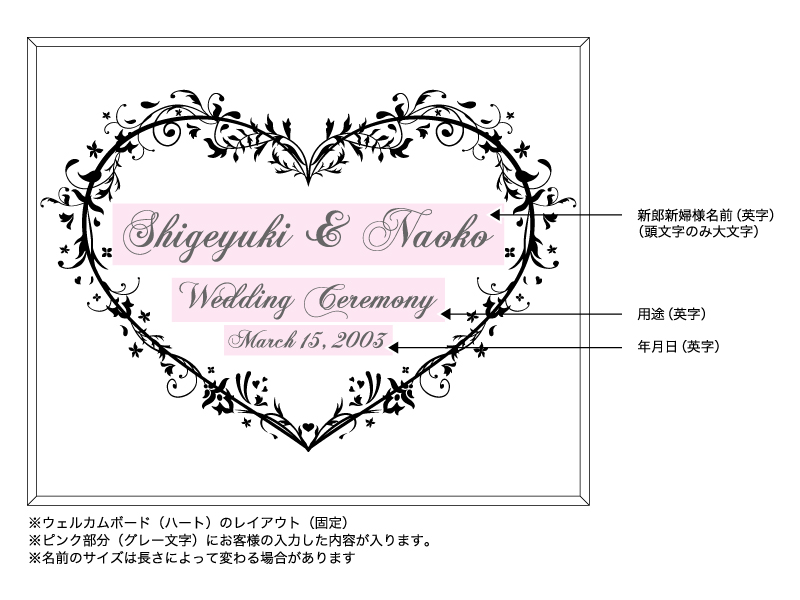 Shigeyuki & Naoko
新郎新婦様名前（英字）
（頭文字のみ大文字）
Wedding Ceremony
用途（英字）
March 15, 2003
年月日（英字）
※ウェルカムボード（ハート）のレイアウト（固定）
※ピンク部分（グレー文字）にお客様の入力した内容が入ります。
※名前のサイズは長さによって変わる場合があります